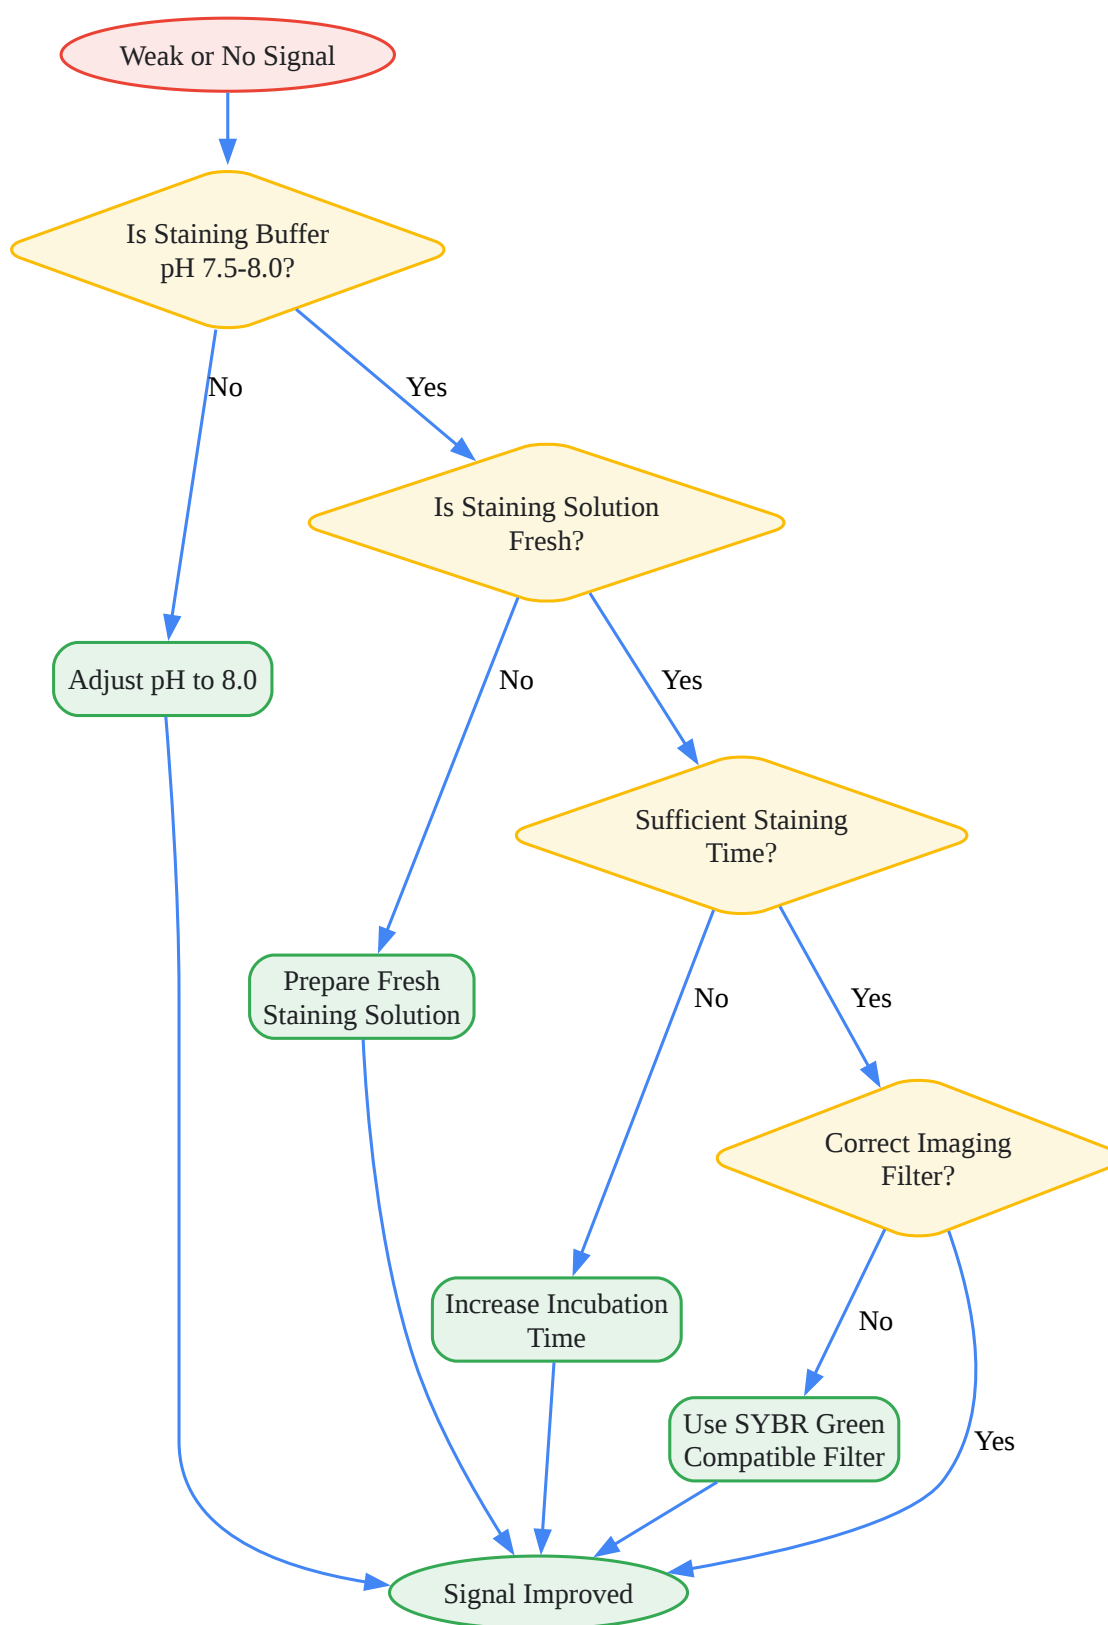 Weak or No Signal
Is Staining Buffer
pH 7.5-8.0?
No
Yes
Is Staining Solution
Fresh?
Adjust pH to 8.0
No
Yes
Sufficient Staining
Time?
Prepare Fresh
Staining Solution
No
Yes
Correct Imaging
Filter?
Increase Incubation
Time
No
Use SYBR Green
Compatible Filter
Yes
Signal Improved